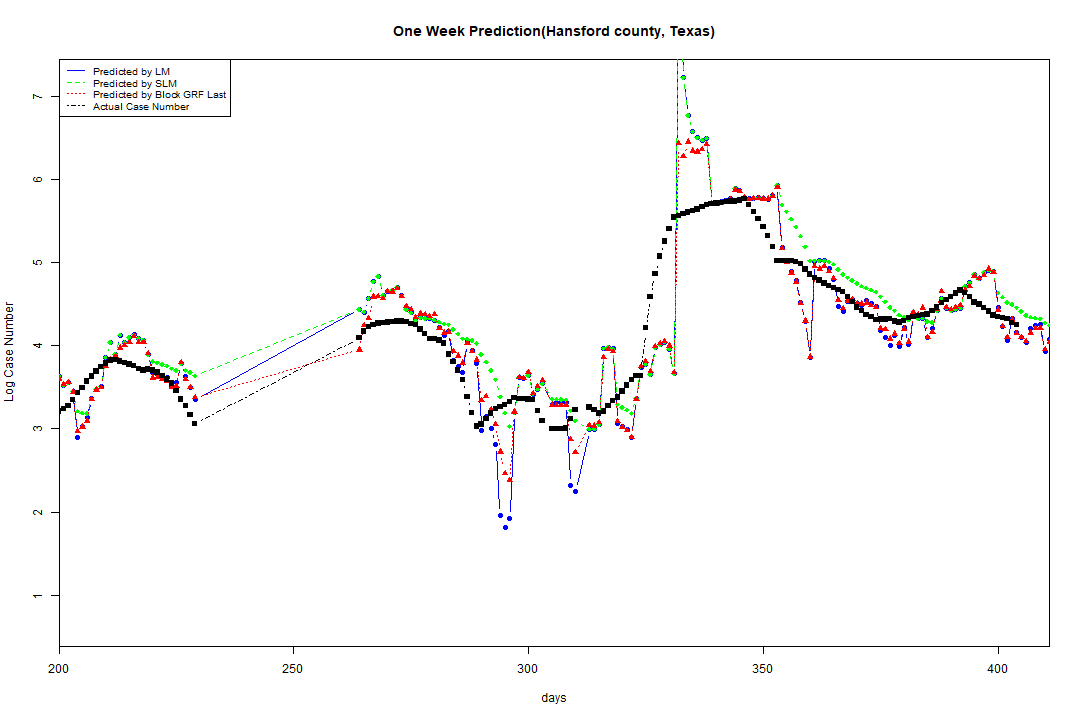 One Week Prediction(Hansford county, Texas)
Predicted by LM
Predicted by SLM
Predicted by Block GRF Last
Actual Case Number
7
6
5
4
3
2
1
Log Case Number
200 250 300 350 400
days